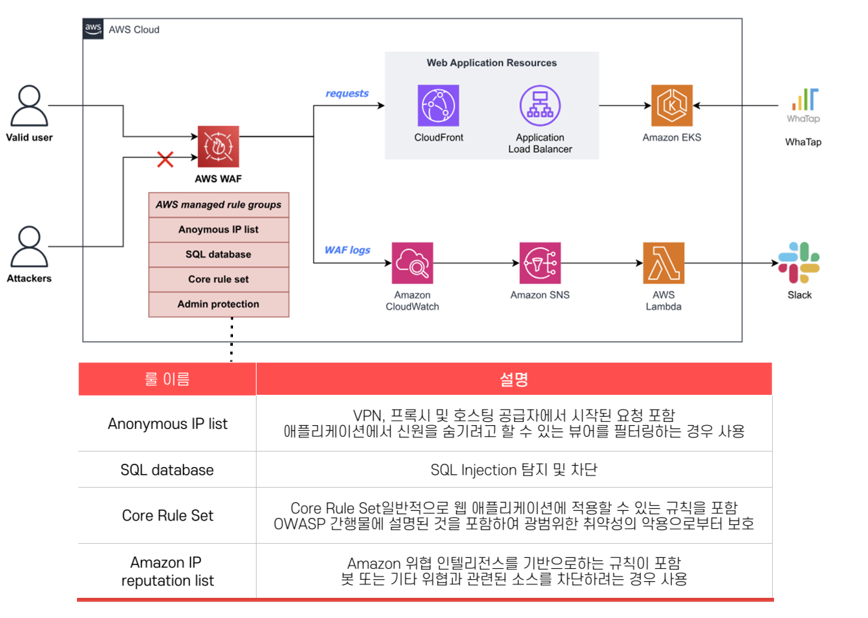 aws
AWS Cloud
Valid user
Attackers
AWS WAF
AWS managed rule groups
Anoymous IP list
SQL database
Core rule set
Admin protection
requests
WAF logs
Web Application Resources
CloudFront
Application
Load Balancer
Amazon EKS
WhaTap
WhaTap
Amazon
CloudWatch
Amazon SNS
AWS
Lambda
Slack
룰 이름
설명
Anonymous IP list
VPN, 프록시 및 호스팅 공급자에서 시작된 요청 포함
애플리케이션에서 신원을 숨기려고 할 수 있는 뷰어를 필터링하는 경우 사용
SQL database
SQL Injection 탐지 및 차단
Core Rule Set
Core Rule Set일반적으로 웹 애플리케이션에 적용할 수 있는 규칙을 포함
OWASP 간행물에 설명된 것을 포함하여 광범위한 취약성의 악용으로부터 보호
Amazon IP
reputation list
Amazon 위협 인텔리전스를 기반으로하는 규칙이 포함
봇 또는 기타 위협과 관련된 소스를 차단하려는 경우 사용